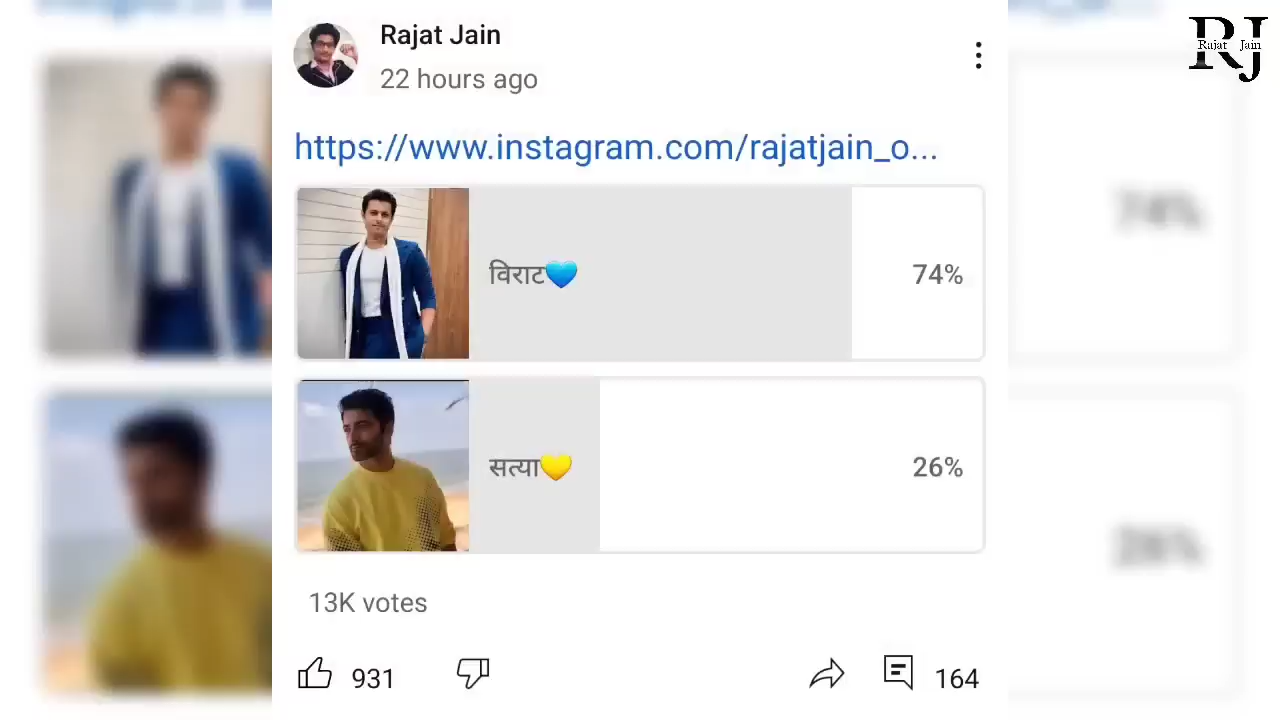 Rajat Jain
22 hours ago
RJ
Rajat Jain
https://www.instagram.com/rajatjain_o...
विराट💙
74%
सत्या💛
26%
13K votes
931
164